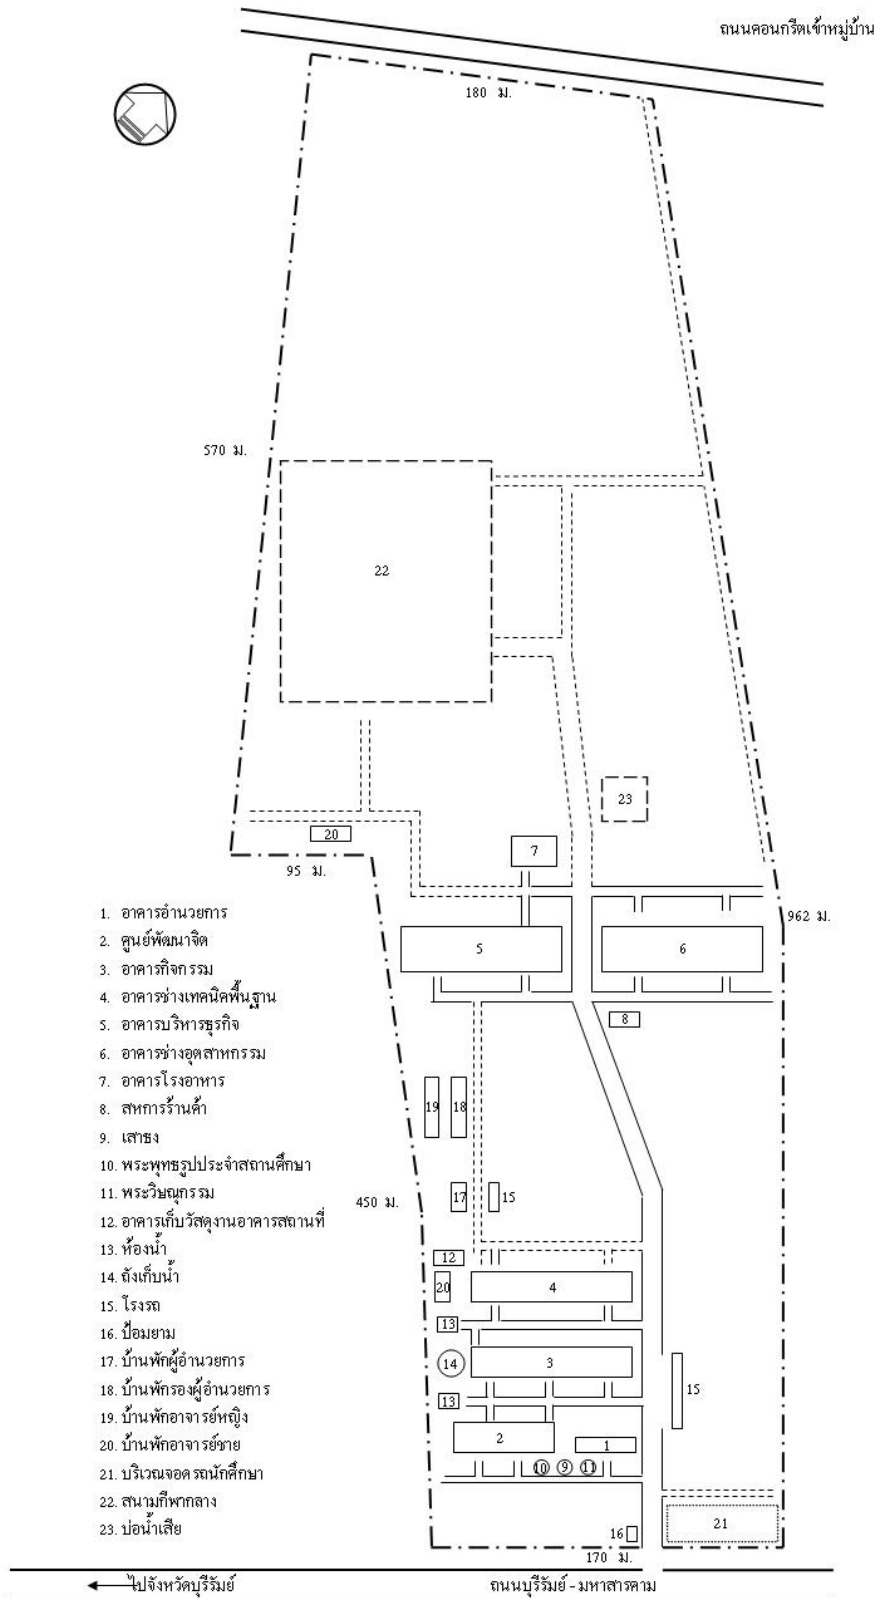 ถนนคอนกรีตเข้าหมู่บ้าน
180 ม.
570 ม.
22
23
20
7
95 ม.
962 ม.
5
6
8
1. อาคารอำนวยการ
2. ศูนย์พัฒนาจิต
3. อาคารกิจกรรม
4. อาคารช่างเทคนิคพื้นฐาน
5. อาคารบริหารธุรกิจ
6. อาคารช่างอุตสาหกรรม
7. อาคารโรงอาหาร
8. สหการร้านค้า
9. เสาธง
10. พระพุทธรูปประจำสถานศึกษา
11. พระวิษณุกรรม
12. อาคารเก็บวัสดุงานอาคารสถานที่
13. ห้องน้ำ
14. ถังเก็บน้ำ
15. โรงรถ
16. ป้อมยาม
17. บ้านพักผู้อำนวยการ
18. บ้านพักรองผู้อำนวยการ
19. บ้านพักอาจารย์หญิง
20. บ้านพักอาจารย์ชาย
21. บริเวณจอดรถนักศึกษา
22. สนามกีฬากลาง
23. บ่อน้ำเสีย
19
18
450 ม.
17
15
12
20
4
13
14
3
15
13
2
1
10
9
11
16
21
170 ม.
ไปจังหวัดบุรีรัมย์
ถนนบุรีรัมย์ - มหาสารคาม